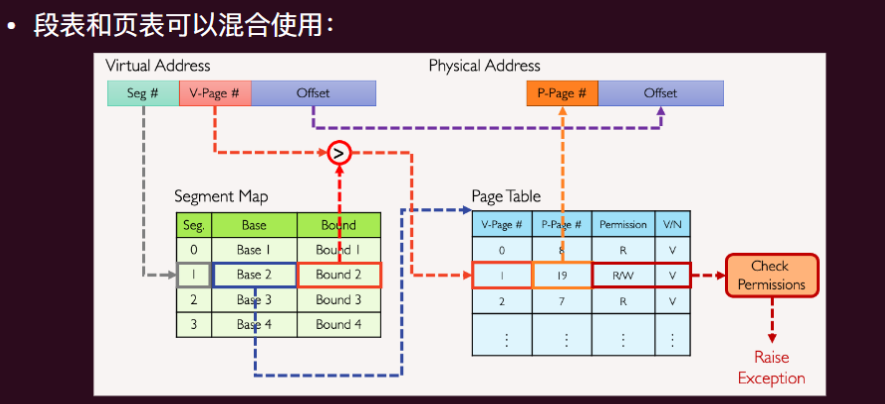 • 段表和页表可以混合使用：
Virtual Address
Physical Address
Seg # V-Page # Offset
P-Page # Offset
>
Segment Map
Page Table
Seg. Base Bound
0 Base 1 Bound 1
1 Base 2 Bound 2
2 Base 3 Bound 3
3 Base 4 Bound 4
V-Page # P-Page # Permission V/N
0 8 R V
1 19 R/W V
2 7 R V
⋮ ⋮ ⋮ ⋮
Check
Permissions
Raise
Exception